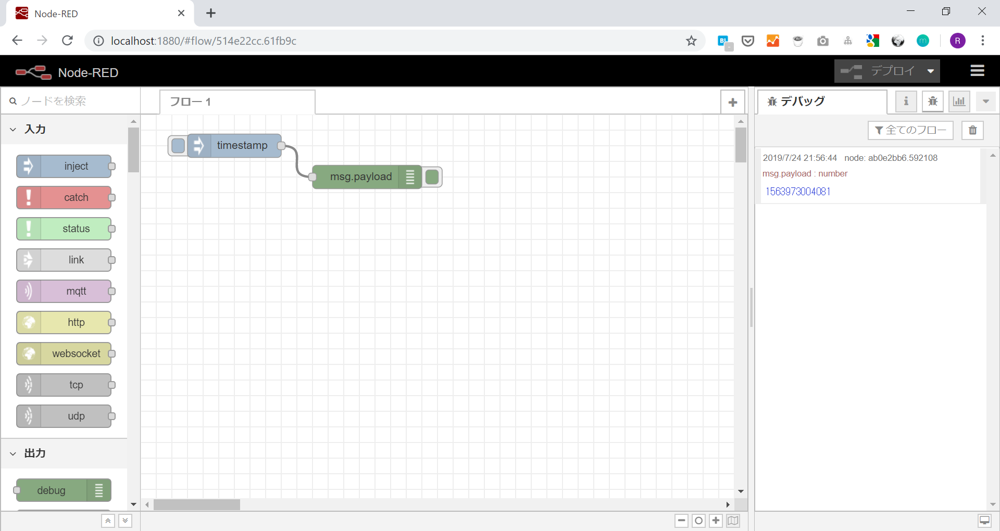 Node-RED
localhost:1880/#flow/514e22cc.61fb9c
B!
m
R
Node-RED
デプロイ
ノードを検索
フロー 1
デバッグ
i
入力
全てのフロー
inject
catch
status
link
mqtt
http
websocket
tcp
udp
出力
debug
timestamp
msg.payload
2019/7/24 21:56:44 node: ab0e2bb6.592108
msg.payload : number
1563973004081